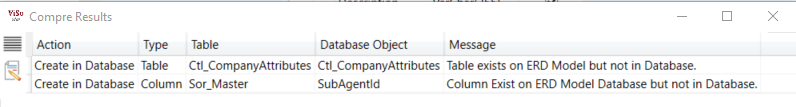 ViSu
Compre Results
Action Type Table Database Object Message
Create in Database Table Ctl_CompanyAttributes Ctl_CompanyAttributes Table exists on ERD Model but not in Database.
Create in Database Column Sor_Master SubAgentId Column Exist on ERD Model Database but not in Database.